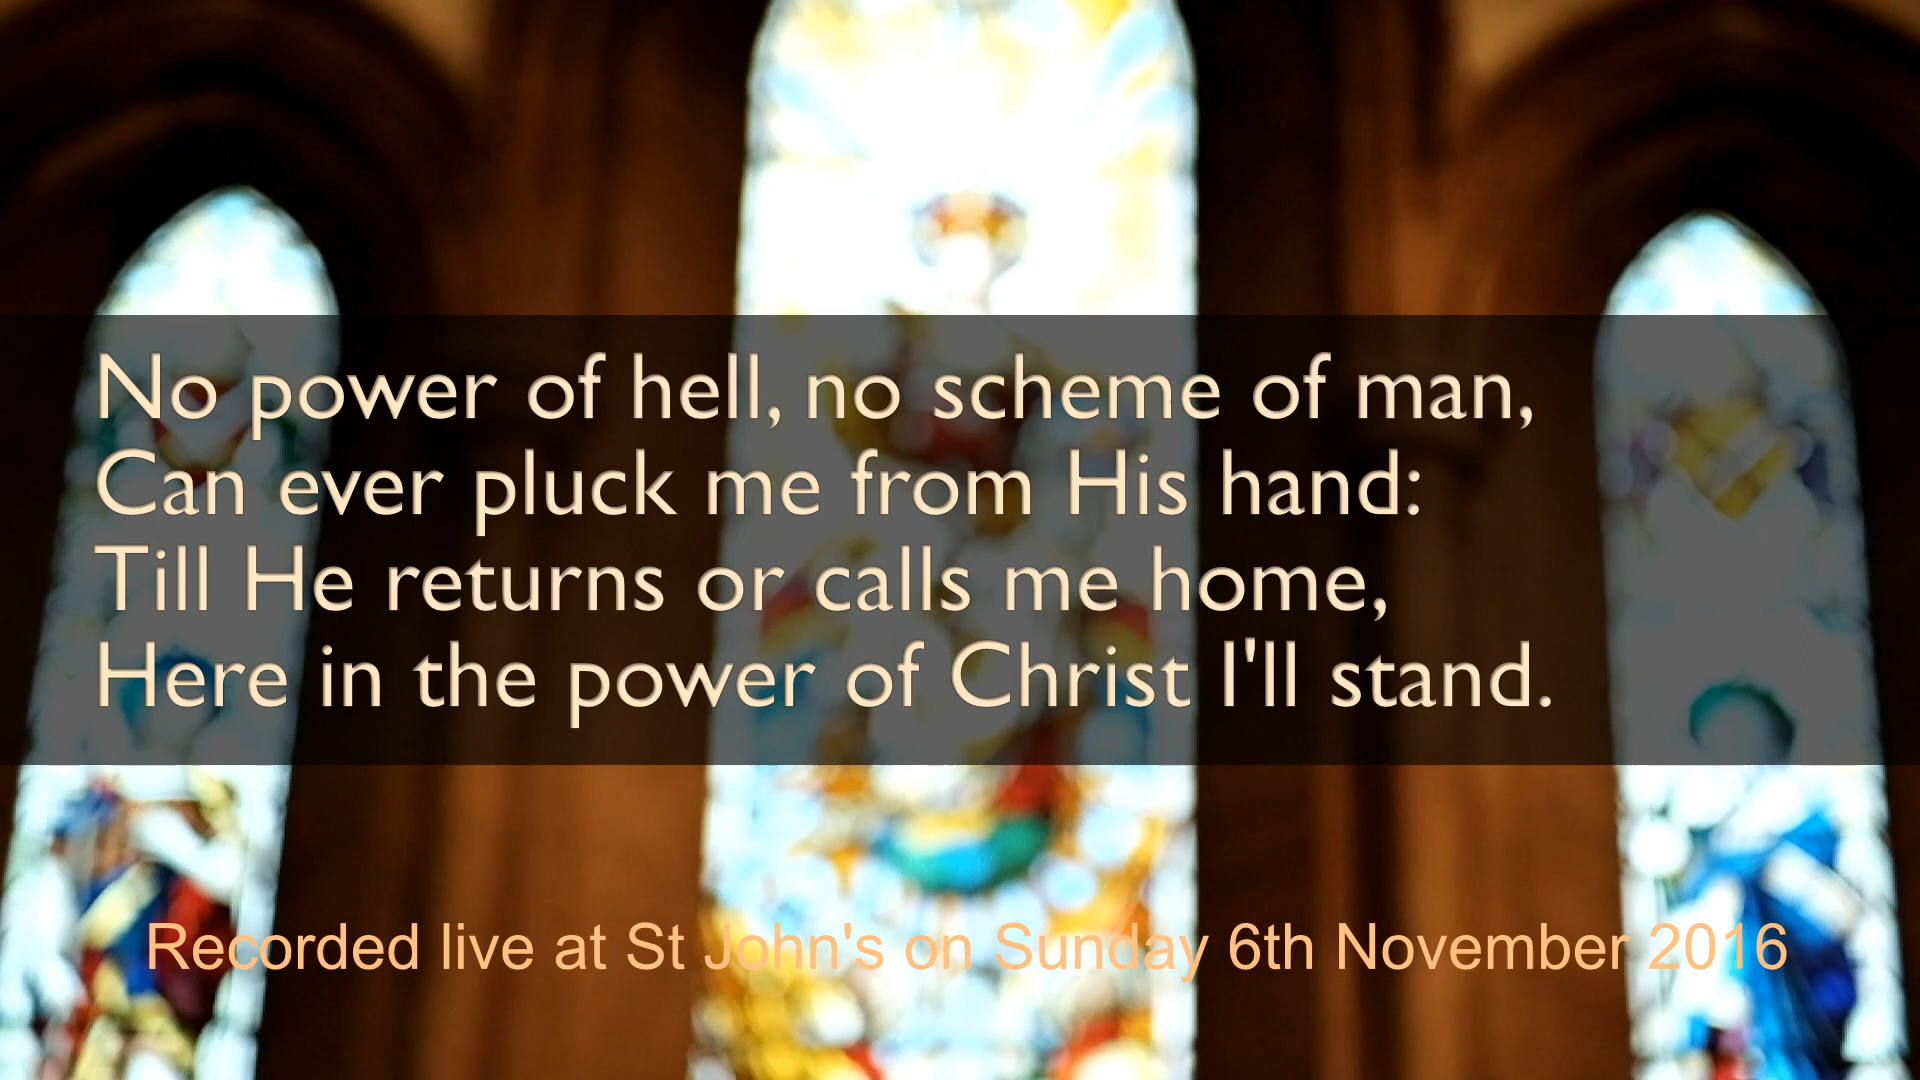 No power of hell, no scheme of man,
Can ever pluck me from His hand:
Till He returns or calls me home,
Here in the power of Christ I'll stand.
Recorded live at St John's on Sunday 6th November 2016